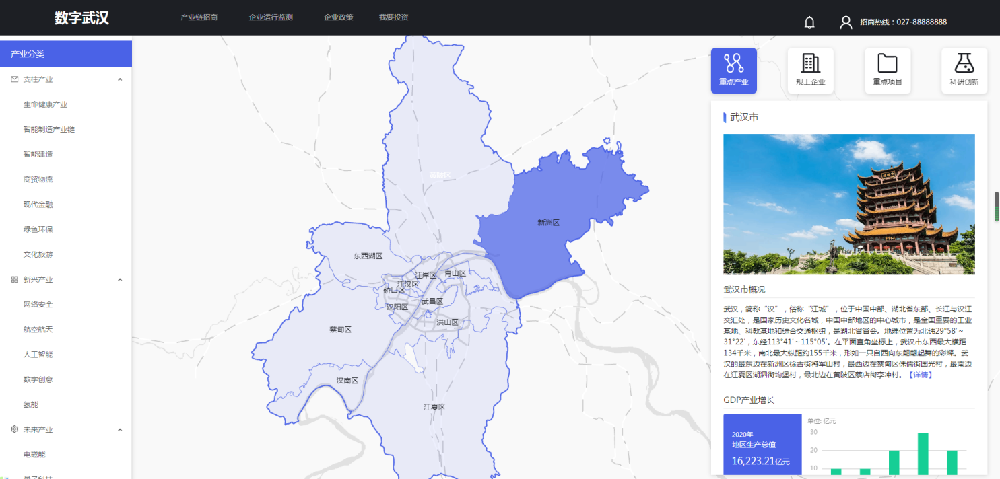 数字武汉
产业链招商
企业运行监测
企业政策
我要投资
招商热线：027-88888888
产业分类
支柱产业
生命健康产业
智能制造产业链
智能建造
商贸物流
现代金融
绿色环保
文化旅游
新兴产业
网络安全
航空航天
人工智能
数字创意
氢能
未来产业
电磁能
量子科技
黄陂区
新洲区
东西湖区
江岸区
青山区
江汉区
硚口区
武昌区
汉阳区
洪山区
蔡甸区
汉南区
江夏区
重点产业
规上企业
重点项目
科研创新
武汉市
武汉市概况
武汉，简称“汉”，俗称“江城”，位于中国中部、湖北省东部、长江与汉江
交汇处，是国家历史文化名城，中国中部地区的中心城市，是全国重要的工业
基地、科教基地和综合交通枢纽，是湖北省省会。地理位置为北纬29°58′～
31°22′，东经113°41′～115°05′。在平面直角坐标上，武汉市东西最大横距
134千米，南北最大纵距约155千米，形如一只自西向东翩翩起舞的彩蝶。武
汉的最东边在新洲区徐古街将军山村，最西边在蔡甸区侏儒街国光村，最南边
在江夏区湖泗街均堡村，最北边在黄陂区蔡店街李冲村。【详情】
GDP产业增长
2020年
地区生产总值
16,223.21亿元
单位: 亿元
30
20
10